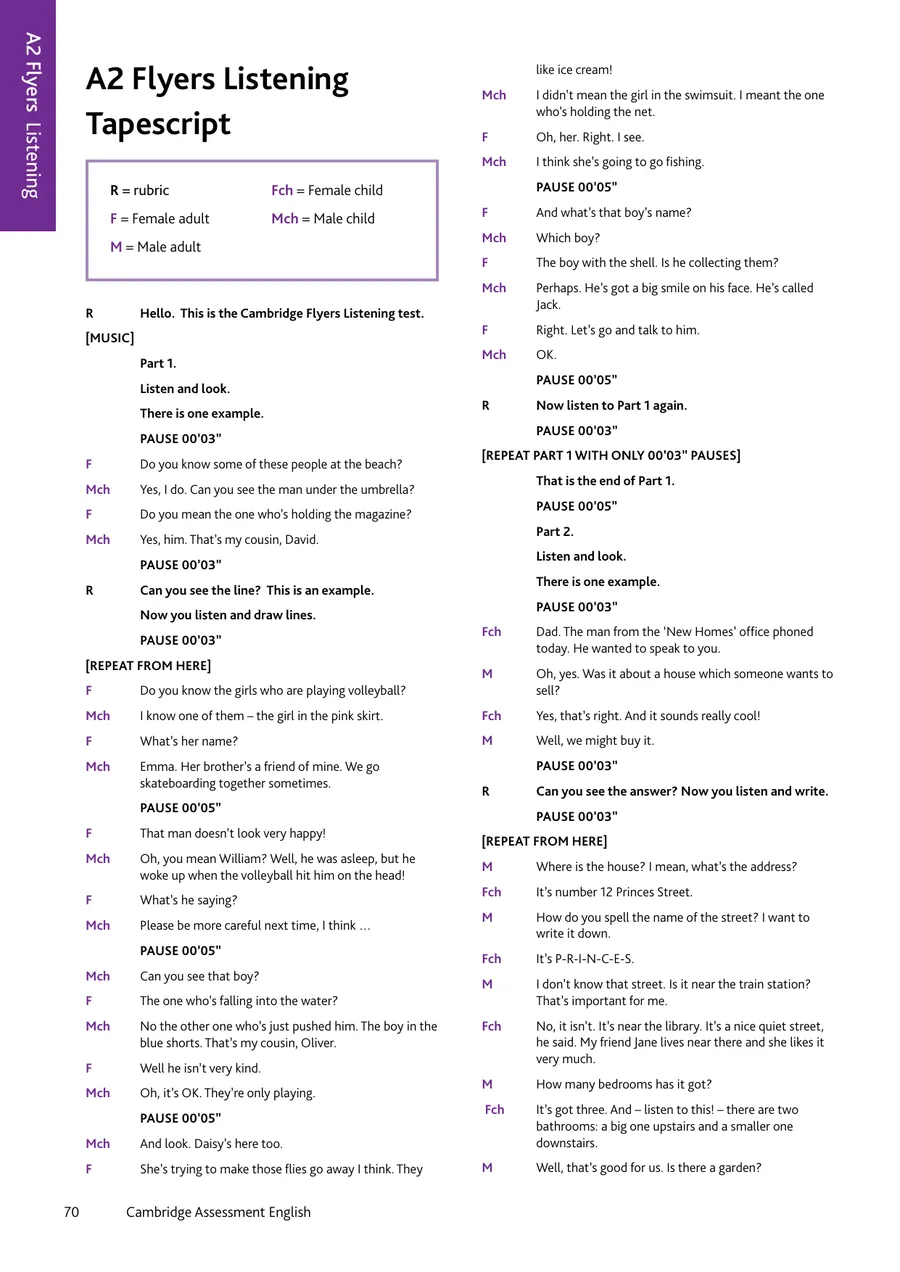 A2 Flyers Listening
A2 Flyers Listening
Tapescript
R = rubric
F = Female adult
M = Male adult
Fch = Female child
Mch = Male child
R Hello. This is the Cambridge Flyers Listening test.
[MUSIC]
Part 1.
Listen and look.
There is one example.
PAUSE 00'03"
F Do you know some of these people at the beach?
Mch Yes, I do. Can you see the man under the umbrella?
F Do you mean the one who's holding the magazine?
Mch Yes, him. That's my cousin, David.
PAUSE 00'03"
R Can you see the line? This is an example.
Now you listen and draw lines.
PAUSE 00'03"
[REPEAT FROM HERE]
F Do you know the girls who are playing volleyball?
Mch I know one of them – the girl in the pink skirt.
F What's her name?
Mch Emma. Her brother's a friend of mine. We go
skateboarding together sometimes.
PAUSE 00'05"
F That man doesn't look very happy!
Mch Oh, you mean William? Well, he was asleep, but he
woke up when the volleyball hit him on the head!
F What's he saying?
Mch Please be more careful next time, I think …
PAUSE 00'05"
Mch Can you see that boy?
F The one who's falling into the water?
Mch No the other one who's just pushed him. The boy in the
blue shorts. That's my cousin, Oliver.
F Well he isn't very kind.
Mch Oh, it's OK. They're only playing.
PAUSE 00'05"
Mch And look. Daisy's here too.
F She's trying to make those flies go away I think. They
like ice cream!
Mch I didn't mean the girl in the swimsuit. I meant the one
who's holding the net.
F Oh, her. Right. I see.
Mch I think she's going to go fishing.
PAUSE 00'05"
F And what's that boy's name?
Mch Which boy?
F The boy with the shell. Is he collecting them?
Mch Perhaps. He's got a big smile on his face. He's called
Jack.
F Right. Let's go and talk to him.
Mch OK.
PAUSE 00'05"
R Now listen to Part 1 again.
PAUSE 00'03"
[REPEAT PART 1 WITH ONLY 00'03" PAUSES]
That is the end of Part 1.
PAUSE 00'05"
Part 2.
Listen and look.
There is one example.
PAUSE 00'03"
Fch Dad. The man from the ‘New Homes’ office phoned
today. He wanted to speak to you.
M Oh, yes. Was it about a house which someone wants to
sell?
Fch Yes, that's right. And it sounds really cool!
M Well, we might buy it.
PAUSE 00'03"
R Can you see the answer? Now you listen and write.
PAUSE 00'03"
[REPEAT FROM HERE]
M Where is the house? I mean, what's the address?
Fch It's number 12 Princes Street.
M How do you spell the name of the street? I want to
write it down.
Fch It's P-R-I-N-C-E-S.
M I don't know that street. Is it near the train station?
That's important for me.
Fch No, it isn't. It's near the library. It's a nice quiet street,
he said. My friend Jane lives near there and she likes it
very much.
M How many bedrooms has it got?
Fch It's got three. And – listen to this! – there are two
bathrooms: a big one upstairs and a smaller one
downstairs.
M Well, that's good for us. Is there a garden?
70 Cambridge Assessment English